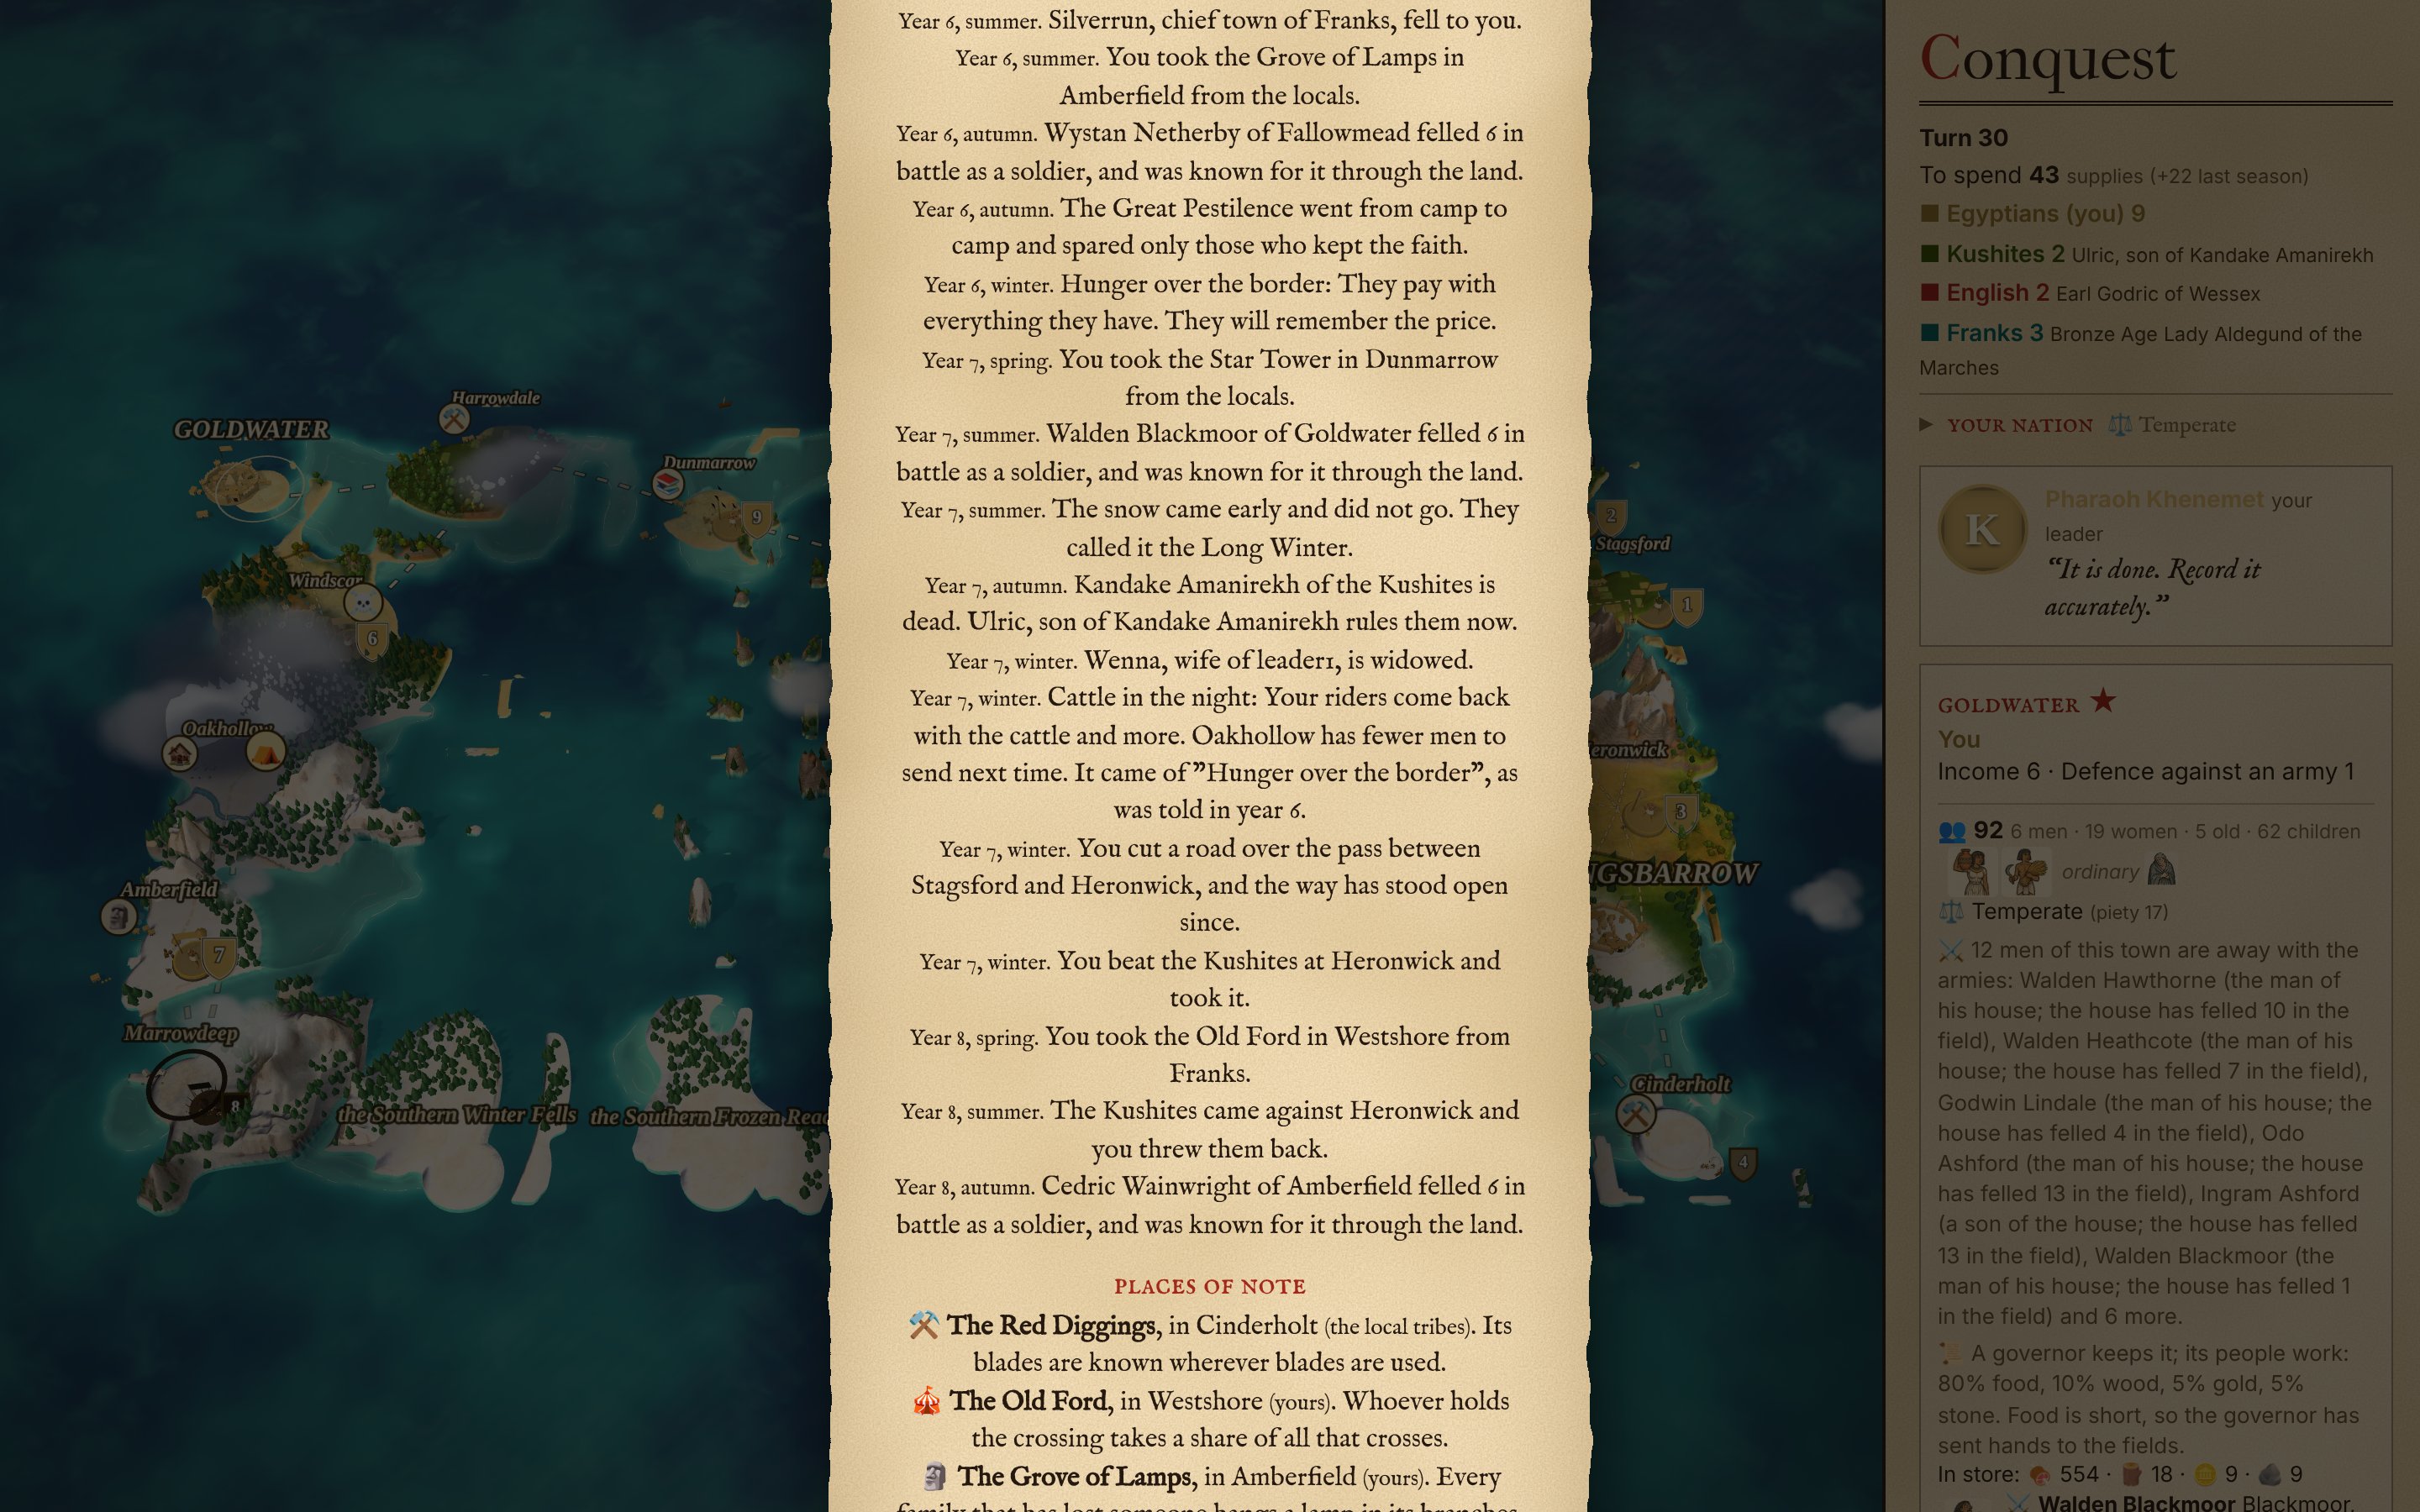 Year 6, summer. Silverrun, chief town of Franks, fell to you.
Year 6, summer. You took the Grove of Lamps in
Amberfield from the locals.
Year 6, autumn. Wystan Netherby of Fallowmead felled 6 in
battle as a soldier, and was known for it through the land.
Year 6, autumn. The Great Pestilence went from camp to
camp and spared only those who kept the faith.
Year 6, winter. Hunger over the border: They pay with
everything they have. They will remember the price.
Year 7, spring. You took the Star Tower in Dunmarrow
from the locals.
Year 7, summer. Walden Blackmoor of Goldwater felled 6 in
battle as a soldier, and was known for it through the land.
Year 7, summer. The snow came early and did not go. They
called it the Long Winter.
Year 7, autumn. Kandake Amanirekh of the Kushites is
dead. Ulric, son of Kandake Amanirekh rules them now.
Year 7, winter. Wenna, wife of leader1, is widowed.
Year 7, winter. Cattle in the night: Your riders come back
with the cattle and more. Oakhollow has fewer men to
send next time. It came of ”Hunger over the border”, as
was told in year 6.
Year 7, winter. You cut a road over the pass between
Stagsford and Heronwick, and the way has stood open
since.
Year 7, winter. You beat the Kushites at Heronwick and
took it.
Year 8, spring. You took the Old Ford in Westshore from
Franks.
Year 8, summer. The Kushites came against Heronwick and
you threw them back.
Year 8, autumn. Cedric Wainwright of Amberfield felled 6 in
battle as a soldier, and was known for it through the land.
PLACES OF NOTE
The Red Diggings, in Cinderholt (the local tribes). Its
blades are known wherever blades are used.
The Old Ford, in Westshore (yours). Whoever holds
the crossing takes a share of all that crosses.
The Grove of Lamps, in Amberfield (yours). Every
family that has lost someone hangs a lamp in its branches
Harrowdale
GOLDWATER
Dunmarrow
9
Windscar
6
Oakhollow
Amberfield
7
Marrowdeep
8
the Southern Winter Fells
the Southern Frozen Reac
2
Stagsford
1
eronwick
3
NGSBARROW
Cinderholt
4
Conquest
Turn 30
To spend 43 supplies (+22 last season)
Egyptians (you) 9
Kushites 2 Ulric, son of Kandake Amanirekh
English 2 Earl Godric of Wessex
Franks 3 Bronze Age Lady Aldegund of the
Marches
YOUR NATION Temperate
K
Pharaoh Khenemet your
leader
“It is done. Record it
accurately.”
GOLDWATER ★
You
Income 6 · Defence against an army 1
92 6 men · 19 women · 5 old · 62 children
ordinary
Temperate (piety 17)
12 men of this town are away with the
armies: Walden Hawthorne (the man of
his house; the house has felled 10 in the
field), Walden Heathcote (the man of his
house; the house has felled 7 in the field),
Godwin Lindale (the man of his house; the
house has felled 4 in the field), Odo
Ashford (the man of his house; the house
has felled 13 in the field), Ingram Ashford
(a son of the house; the house has felled
13 in the field), Walden Blackmoor (the
man of his house; the house has felled 1
in the field) and 6 more.
A governor keeps it; its people work:
80% food, 10% wood, 5% gold, 5%
stone. Food is short, so the governor has
sent hands to the fields.
In store: 554 · 18 · 9 · 9
Walden Blackmoor Blackmoor,